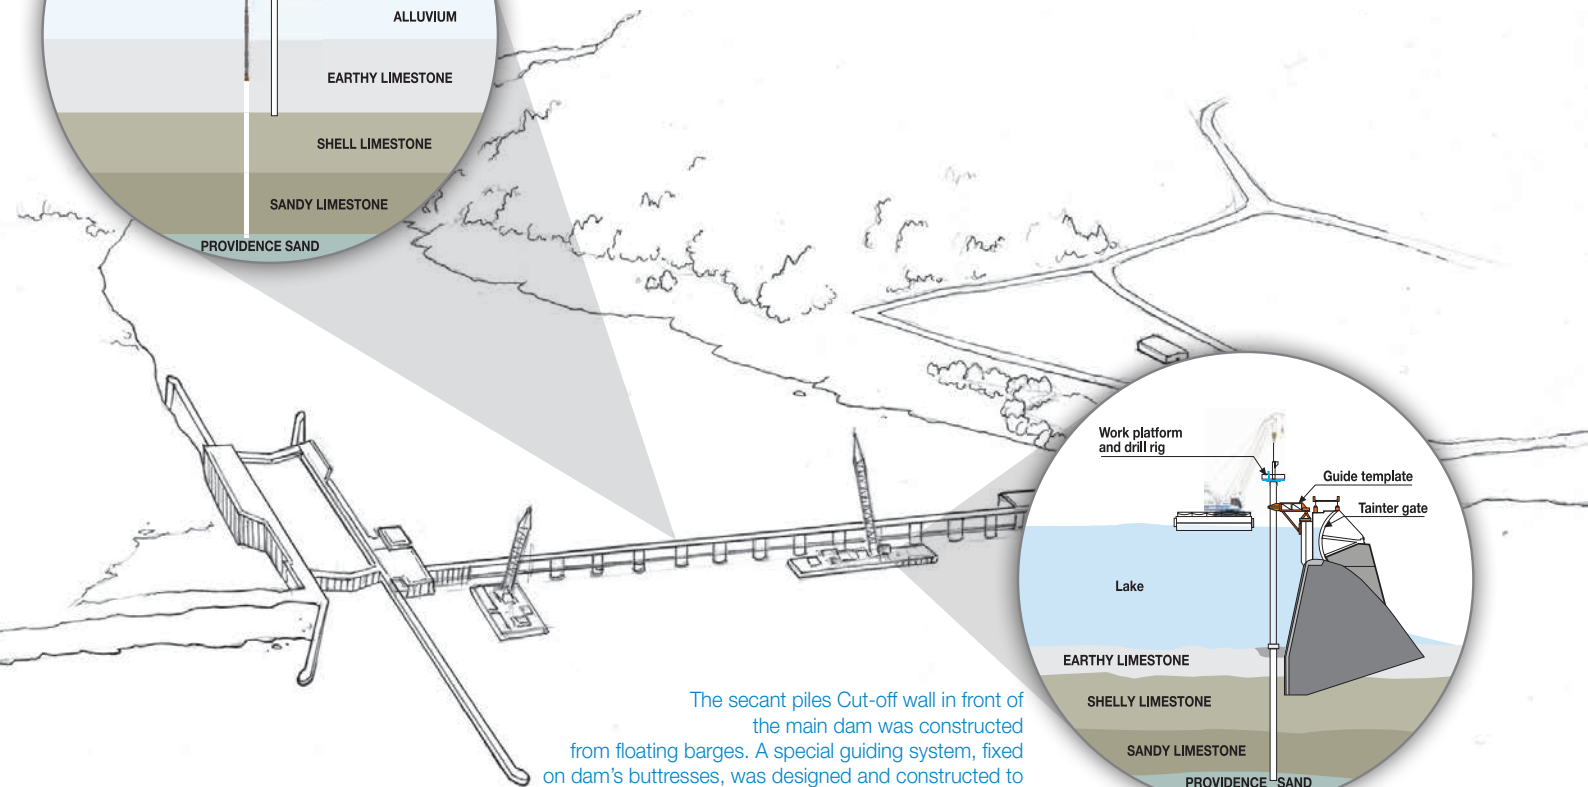 ALLUVIUM
EARTHY LIMESTONE
SHELL LIMESTONE
SANDY LIMESTONE
PROVIDENCE SAND
Work platform
and drill rig
Guide template
Tainter gate
Lake
EARTHY LIMESTONE
SHELLY LIMESTONE
SANDY LIMESTONE
PROVIDENCE SAND
The secant piles Cut-off wall in front of
the main dam was constructed
from floating barges. A special guiding system, fixed
on dam's buttresses, was designed and constructed to